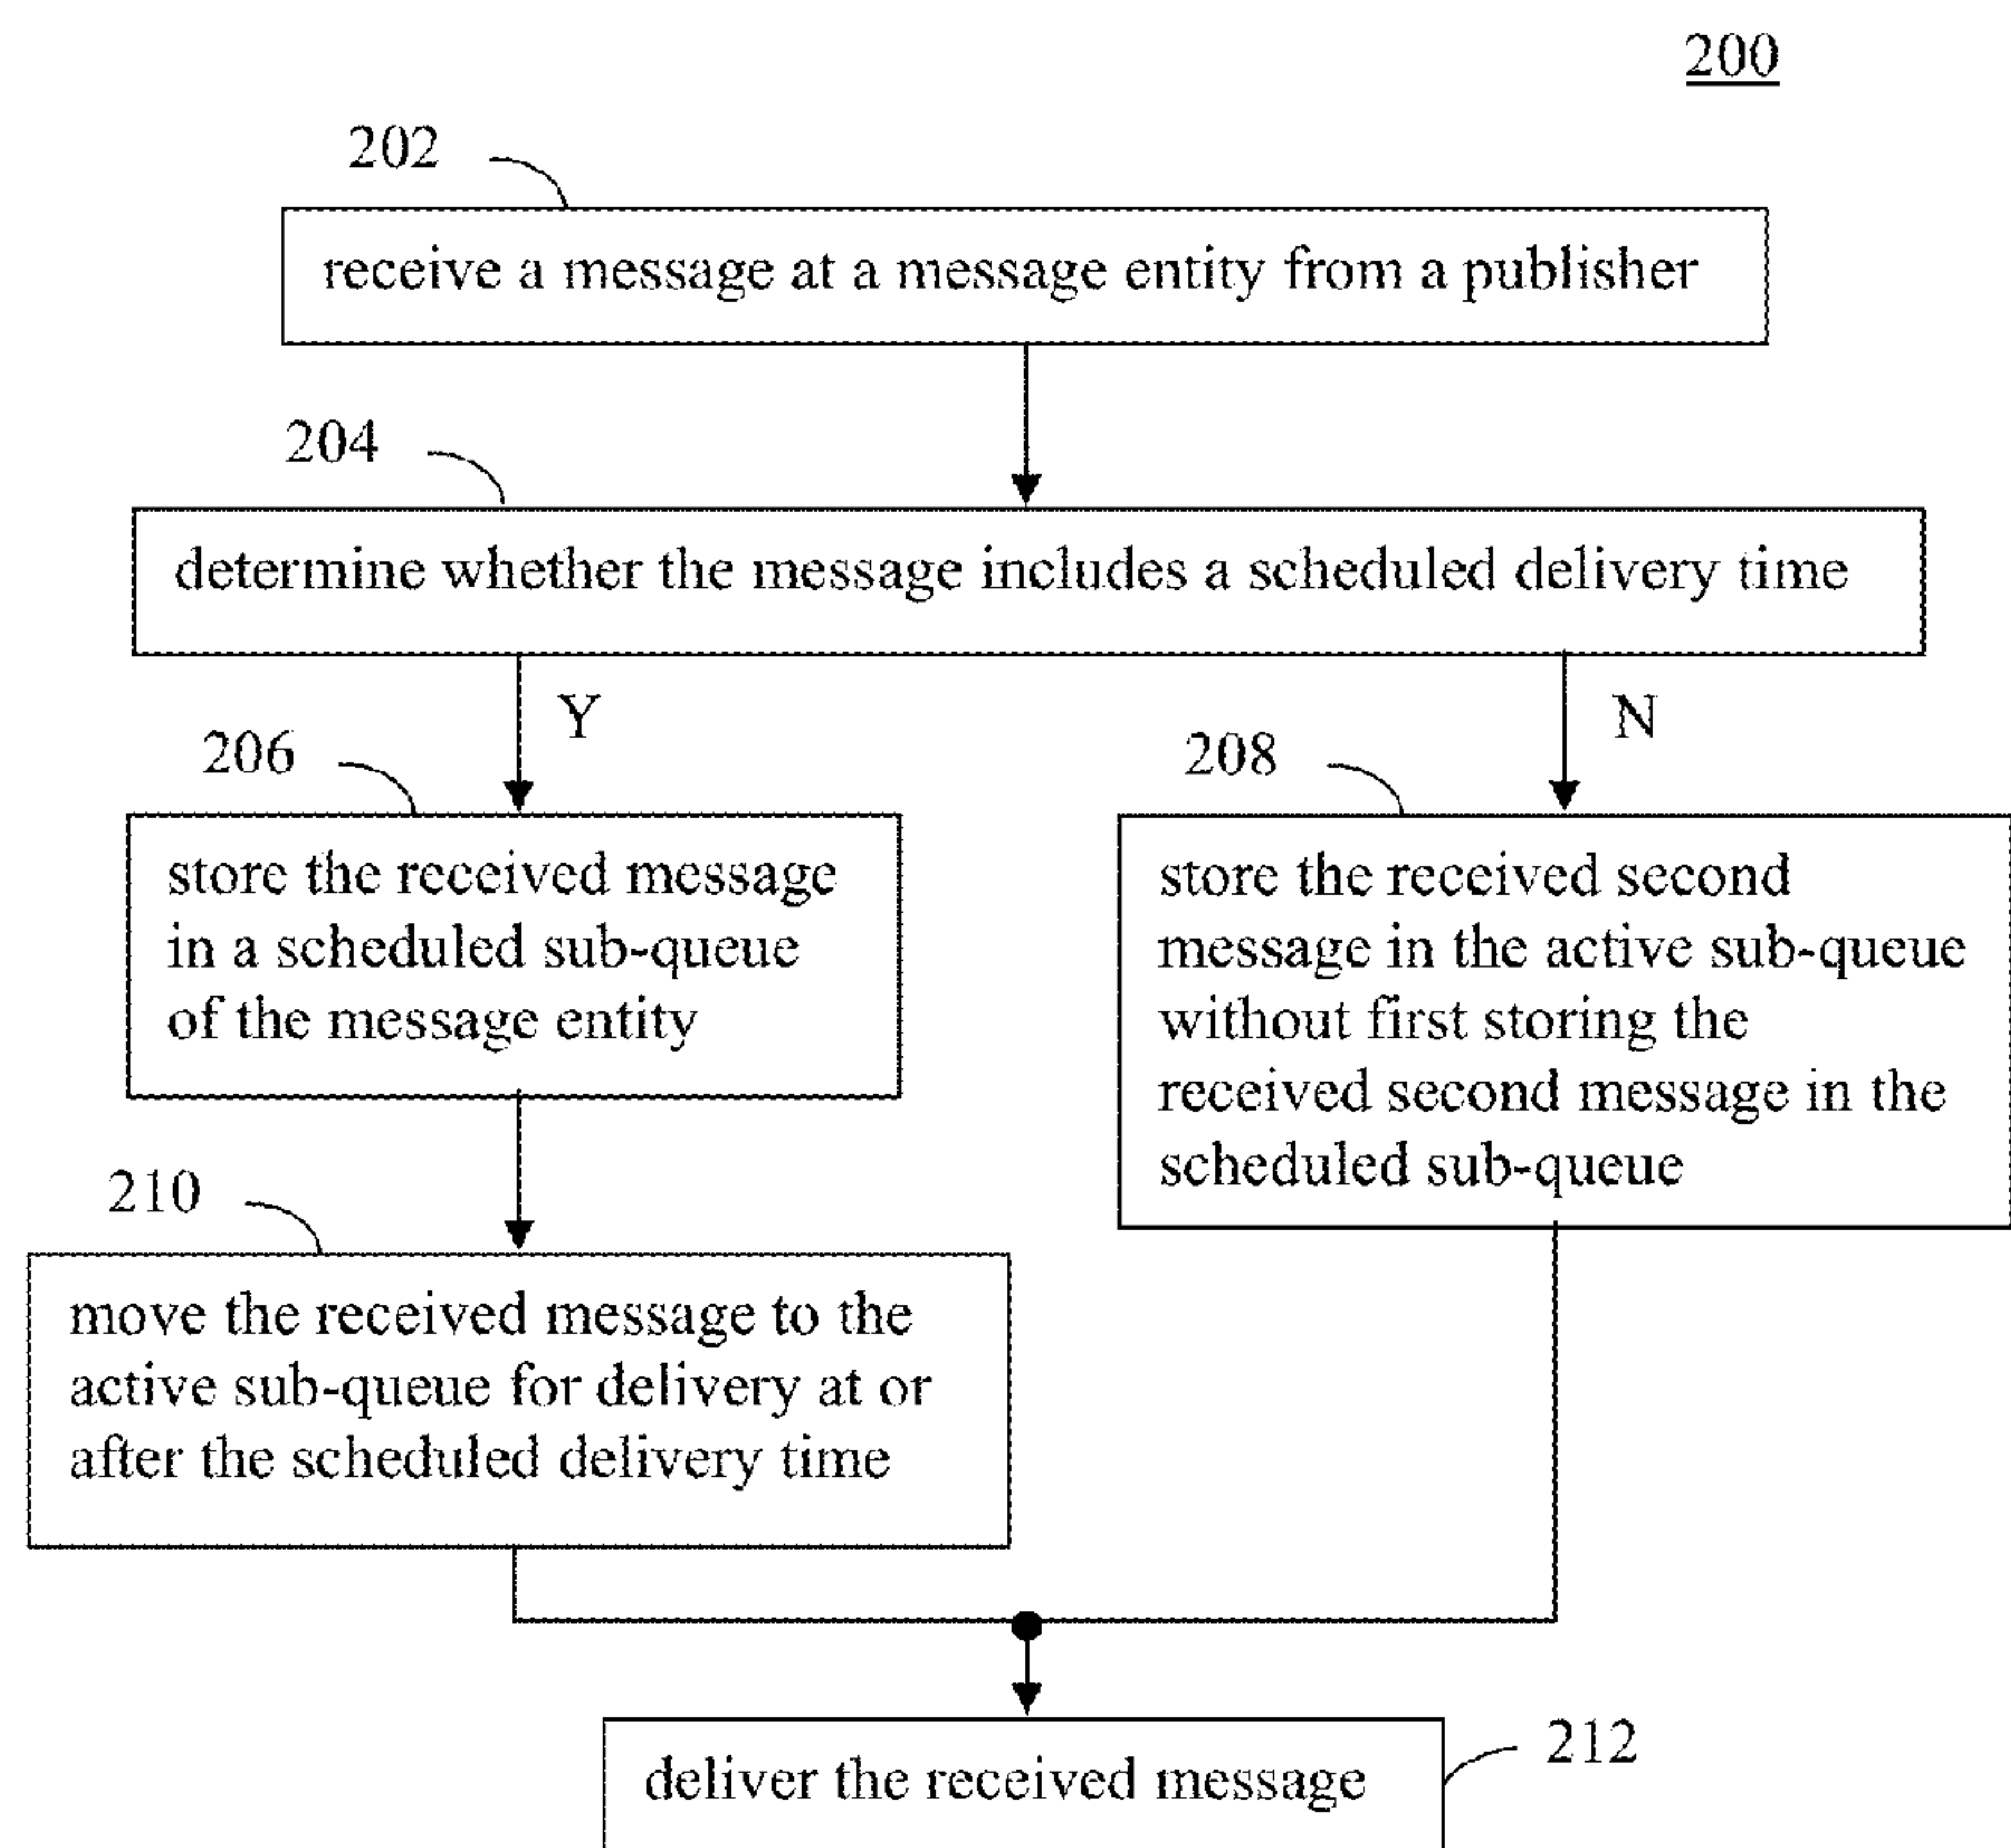 200
202
receive a message at a message entity from a publisher
204
determine whether the message includes a scheduled delivery time
Y
N
206
208
store the received message
in a scheduled sub-queue
of the message entity
store the received second
message in the active sub-queue
without first storing the
received second message in the
scheduled sub-queue
210
move the received message to the
active sub-queue for delivery at or
after the scheduled delivery time
212
deliver the received message